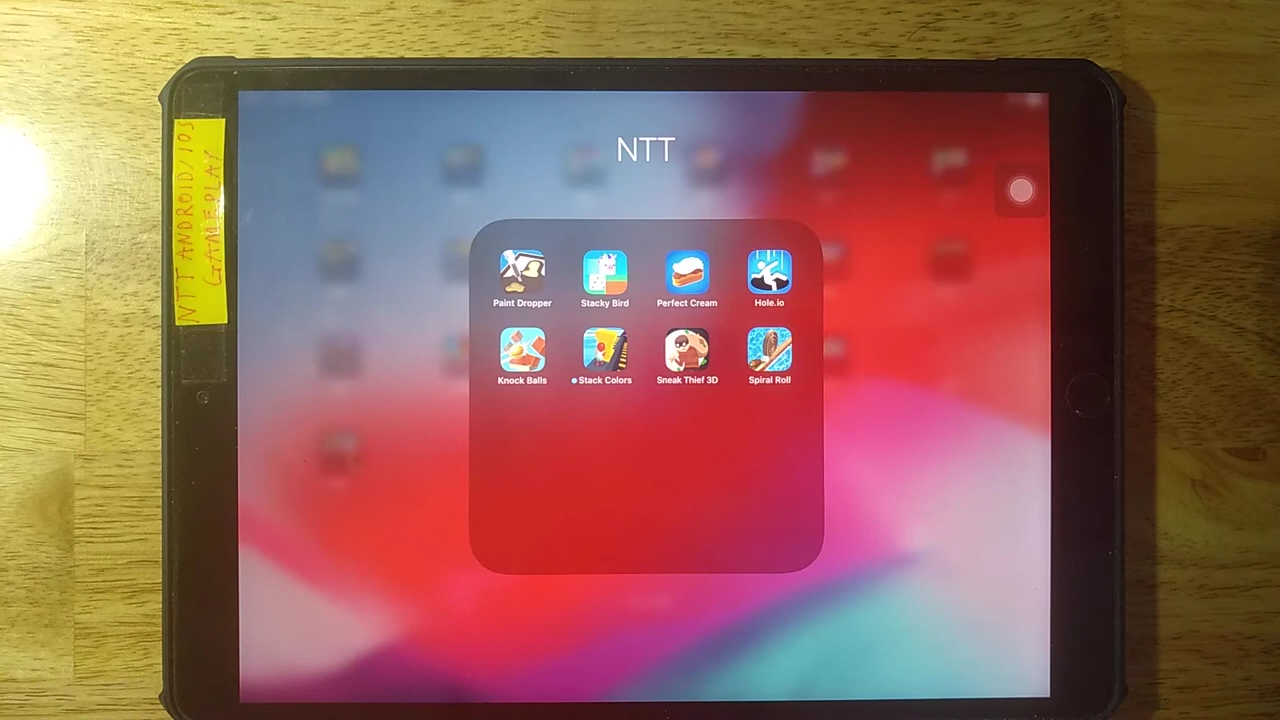 NTT ANDROID/IOS
GAMEPLAY
NTT
Paint Dropper
Stacky Bird
Perfect Cream
Hole.io
Knock Balls
Stack Colors
Sneak Thief 3D
Spiral Roll